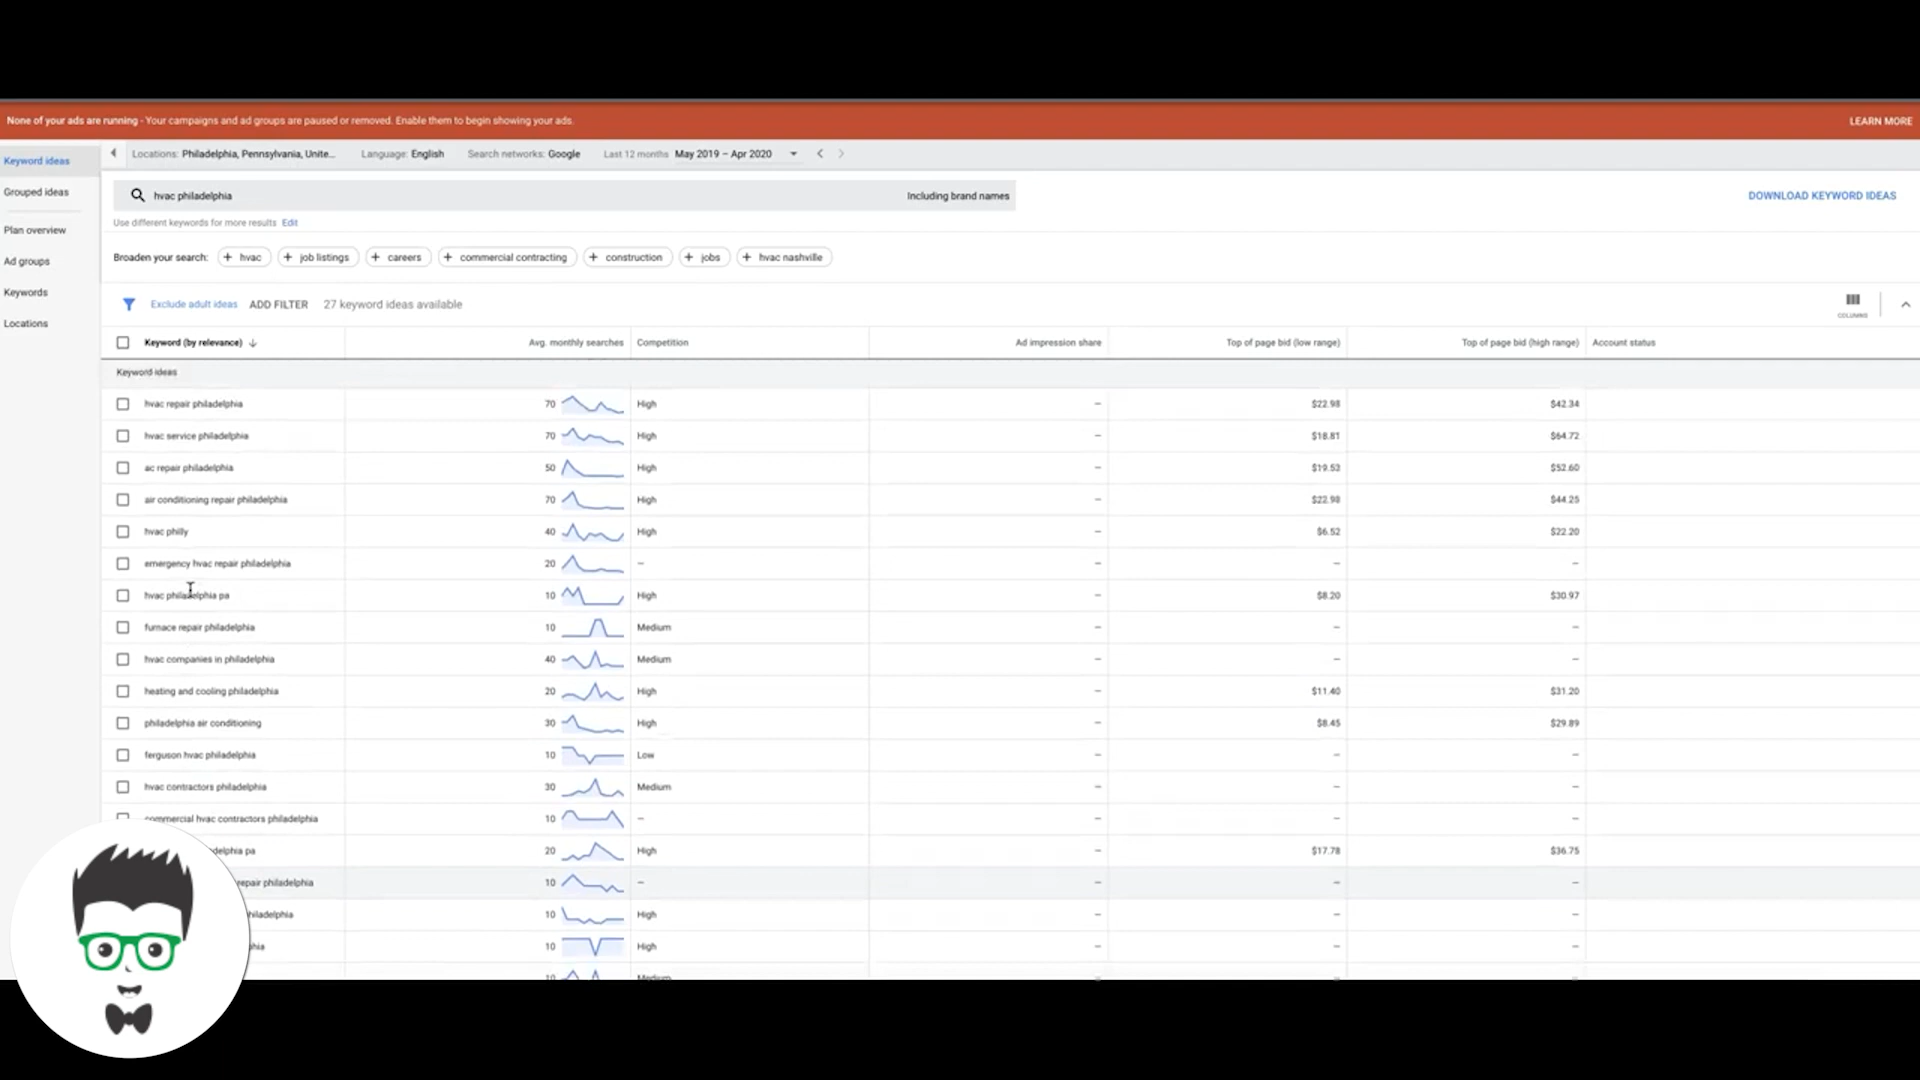 None of your ads are running - Your campaigns and ad groups are paused or removed. Enable them to begin showing your ads. LEARN MORE
Keyword ideas
Grouped ideas
Plan overview
Ad groups
Keywords
Locations
Locations: Philadelphia, Pennsylvania, Unite... Language: English Search networks: Google Last 12 months May 2019 – Apr 2020
hvac philadelphia Including brand names DOWNLOAD KEYWORD IDEAS
Use different keywords for more results Edit
Broaden your search: + hvac + job listings + careers + commercial contracting + construction + jobs + hvac nashville
Exclude adult ideas ADD FILTER 27 keyword ideas available COLUMNS
Keyword (by relevance) Avg. monthly searches Competition Ad impression share Top of page bid (low range) Top of page bid (high range) Account status
Keyword ideas
hvac repair philadelphia 70 High – $22.98 $42.34
hvac service philadelphia 70 High – $18.81 $64.72
ac repair philadelphia 50 High – $19.53 $52.60
air conditioning repair philadelphia 70 High – $22.98 $44.25
hvac philly 40 High – $6.52 $22.20
emergency hvac repair philadelphia 20 – – – –
hvac philadelphia pa 10 High – $8.20 $30.97
furnace repair philadelphia 10 Medium – – –
hvac companies in philadelphia 40 Medium – – –
heating and cooling philadelphia 20 High – $11.40 $31.20
philadelphia air conditioning 30 High – $8.45 $29.89
ferguson hvac philadelphia 10 Low – – –
hvac contractors philadelphia 30 Medium – – –
commercial hvac contractors philadelphia 10 – – – –
delphia pa 20 High – $17.78 $36.75
repair philadelphia 10 – – – –
hiladelphia 10 High – – –
hia 10 High – – –
10 Medium